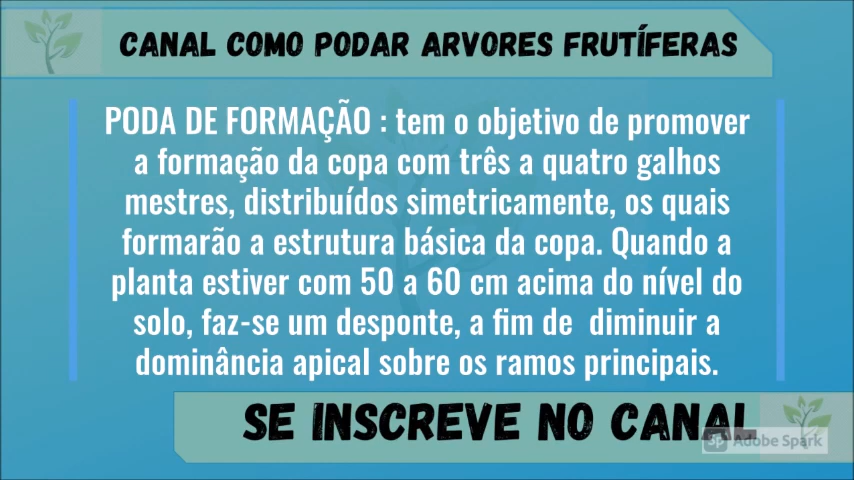 CANAL COMO PODAR ARVORES FRUTÍFERAS
PODA DE FORMAÇÃO : tem o objetivo de promover
a formação da copa com três a quatro galhos
mestres, distribuídos simetricamente, os quais
formarão a estrutura básica da copa. Quando a
planta estiver com 50 a 60 cm acima do nível do
solo, faz-se um desponte, a fim de diminuir a
dominância apical sobre os ramos principais.
SE INSCREVE NO CANAL
Adobe Spark